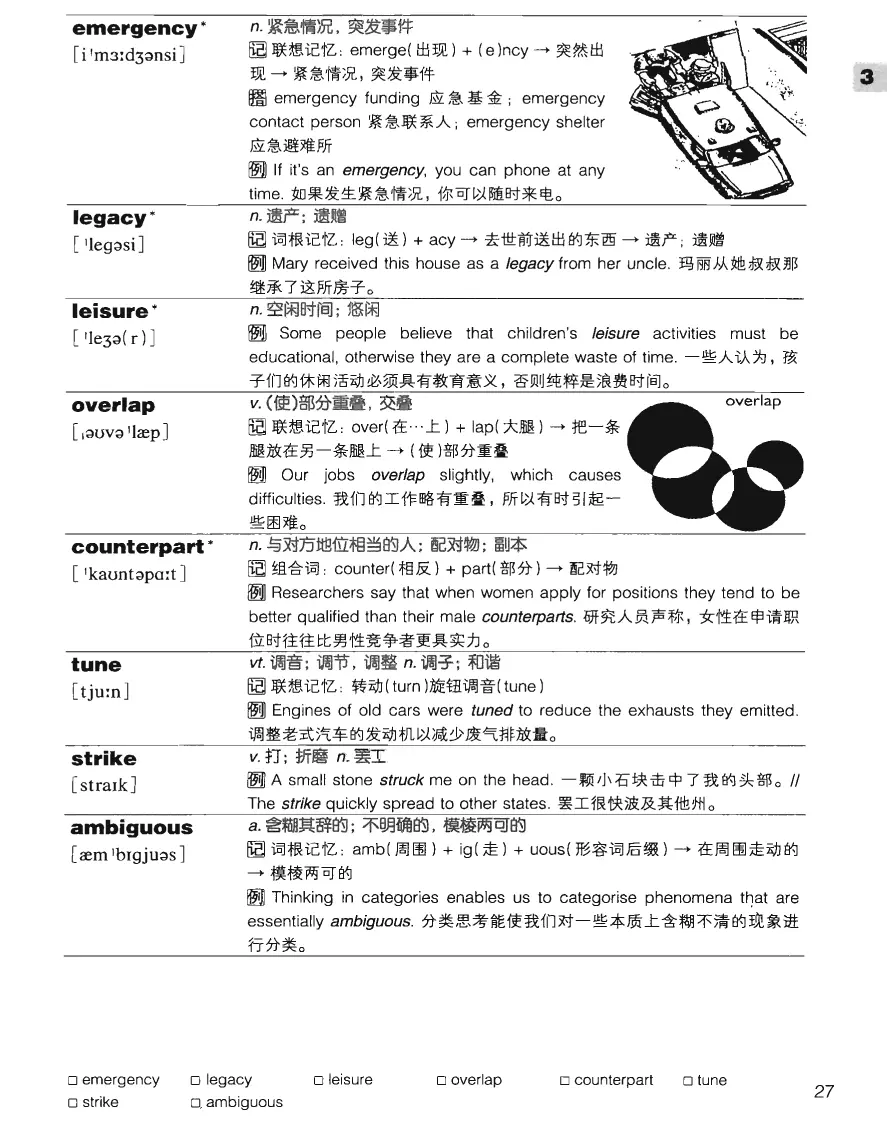 emergency* n. 紧急情况，突发事件
[iˈmɜːdʒənsi] [记] 联想记忆：emerge(出现) + (e)ncy → 突然出
现 → 紧急情况，突发事件
3
[搭] emergency funding 应急基金；emergency
contact person 紧急联系人；emergency shelter
应急避难所
[例] If it's an emergency, you can phone at any
time. 如果发生紧急情况，你可以随时来电。
legacy* n. 遗产；遗赠
[ˈleɡəsi] [记] 词根记忆：leg(送) + acy → 去世前送出的东西 → 遗产；遗赠
[例] Mary received this house as a legacy from her uncle. 玛丽从她叔叔那
继承了这所房子。
leisure* n. 空闲时间；悠闲
[ˈleʒə(r)] [例] Some people believe that children's leisure activities must be
educational, otherwise they are a complete waste of time. 一些人认为，孩
子们的休闲活动必须具有教育意义，否则纯粹是浪费时间。
overlap v. (使)部分重叠，交叠
overlap
[ˌəʊvəˈlæp] [记] 联想记忆：over(在…上) + lap(大腿) → 把一条
腿放在另一条腿上 → (使)部分重叠
[例] Our jobs overlap slightly, which causes
difficulties. 我们的工作略有重叠，所以有时引起一
些困难。
counterpart* n. 与对方地位相当的人；配对物；副本
[ˈkaʊntəpɑːt] [记] 组合词：counter(相反) + part(部分) → 配对物
[例] Researchers say that when women apply for positions they tend to be
better qualified than their male counterparts. 研究人员声称，女性在申请职
位时往往比男性竞争者更具实力。
tune vt. 调音；调节，调整 n. 调子；和谐
[tjuːn] [记] 联想记忆：转动(turn)旋钮调音(tune)
[例] Engines of old cars were tuned to reduce the exhausts they emitted.
调整老式汽车的发动机以减少废气排放量。
strike v. 打；折磨 n. 罢工
[straɪk] [例] A small stone struck me on the head. 一颗小石块击中了我的头部。//
The strike quickly spread to other states. 罢工很快波及其他州。
ambiguous a. 含糊其辞的；不明确的，模棱两可的
[æmˈbɪɡjuəs] [记] 词根记忆：amb(周围) + ig(走) + uous(形容词后缀) → 在周围走动的
→ 模棱两可的
[例] Thinking in categories enables us to categorise phenomena that are
essentially ambiguous. 分类思考能使我们对一些本质上含糊不清的现象进
行分类。
□ emergency □ legacy □ leisure □ overlap □ counterpart □ tune
□ strike □ ambiguous
27